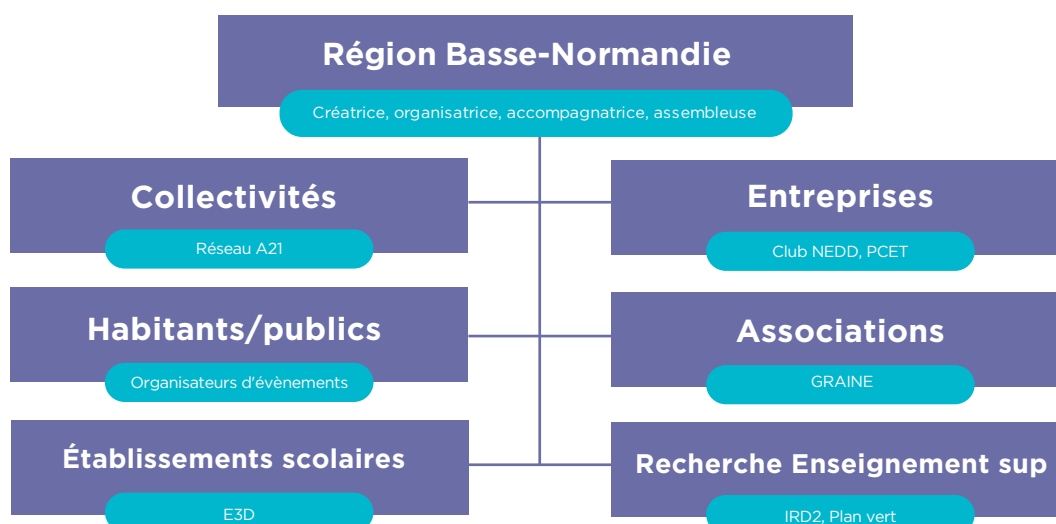 Région Basse-Normandie
Créatrice, organisatrice, accompagnatrice, assembleuse
Collectivités
Réseau A21
Entreprises
Club NEDD, PCET
Habitants/publics
Organisateurs d'évènements
Associations
GRAINE
Établissements scolaires
E3D
Recherche Enseignement sup
IRD2, Plan vert